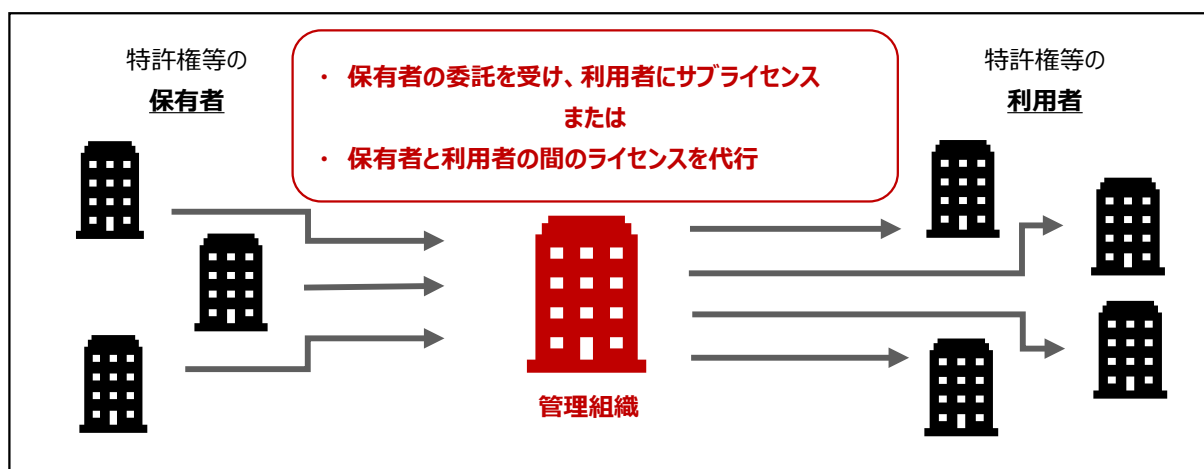 特許権等の
保有者
・ 保有者の委託を受け、利用者にサブライセンス
または
・ 保有者と利用者の間のライセンスを代行
特許権等の
利用者
管理組織